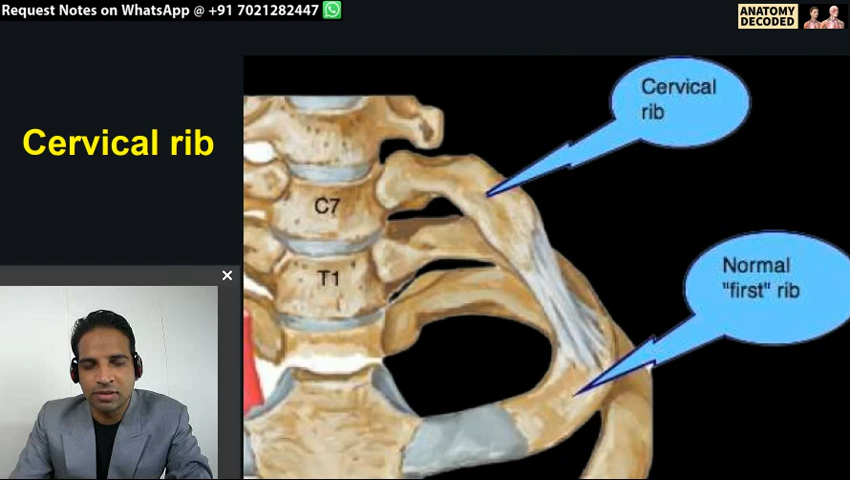 Request Notes on WhatsApp @ +91 7021282447
ANATOMY
DECODED
Cervical rib
Cervical
rib
C7
T1
Normal
"first" rib